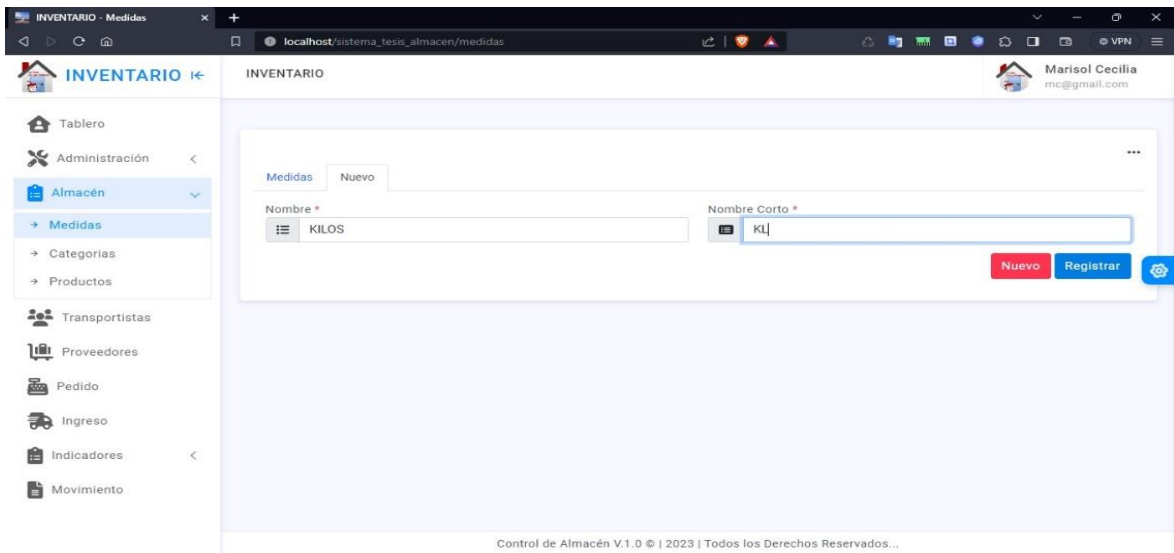 INVENTARIO - Medidas
localhost/sistema_tesis_almacen/medidas
VPN
INVENTARIO
INVENTARIO
Marisol Cecilia
mc@gmail.com
Tablero
Administración
Almacén
Medidas
Categorias
Productos
Transportistas
Proveedores
Pedido
Ingreso
Indicadores
Movimiento
Medidas Nuevo
Nombre * Nombre Corto *
KILOS KL
Nuevo Registrar
Control de Almacén V.1.0 © | 2023 | Todos los Derechos Reservados...